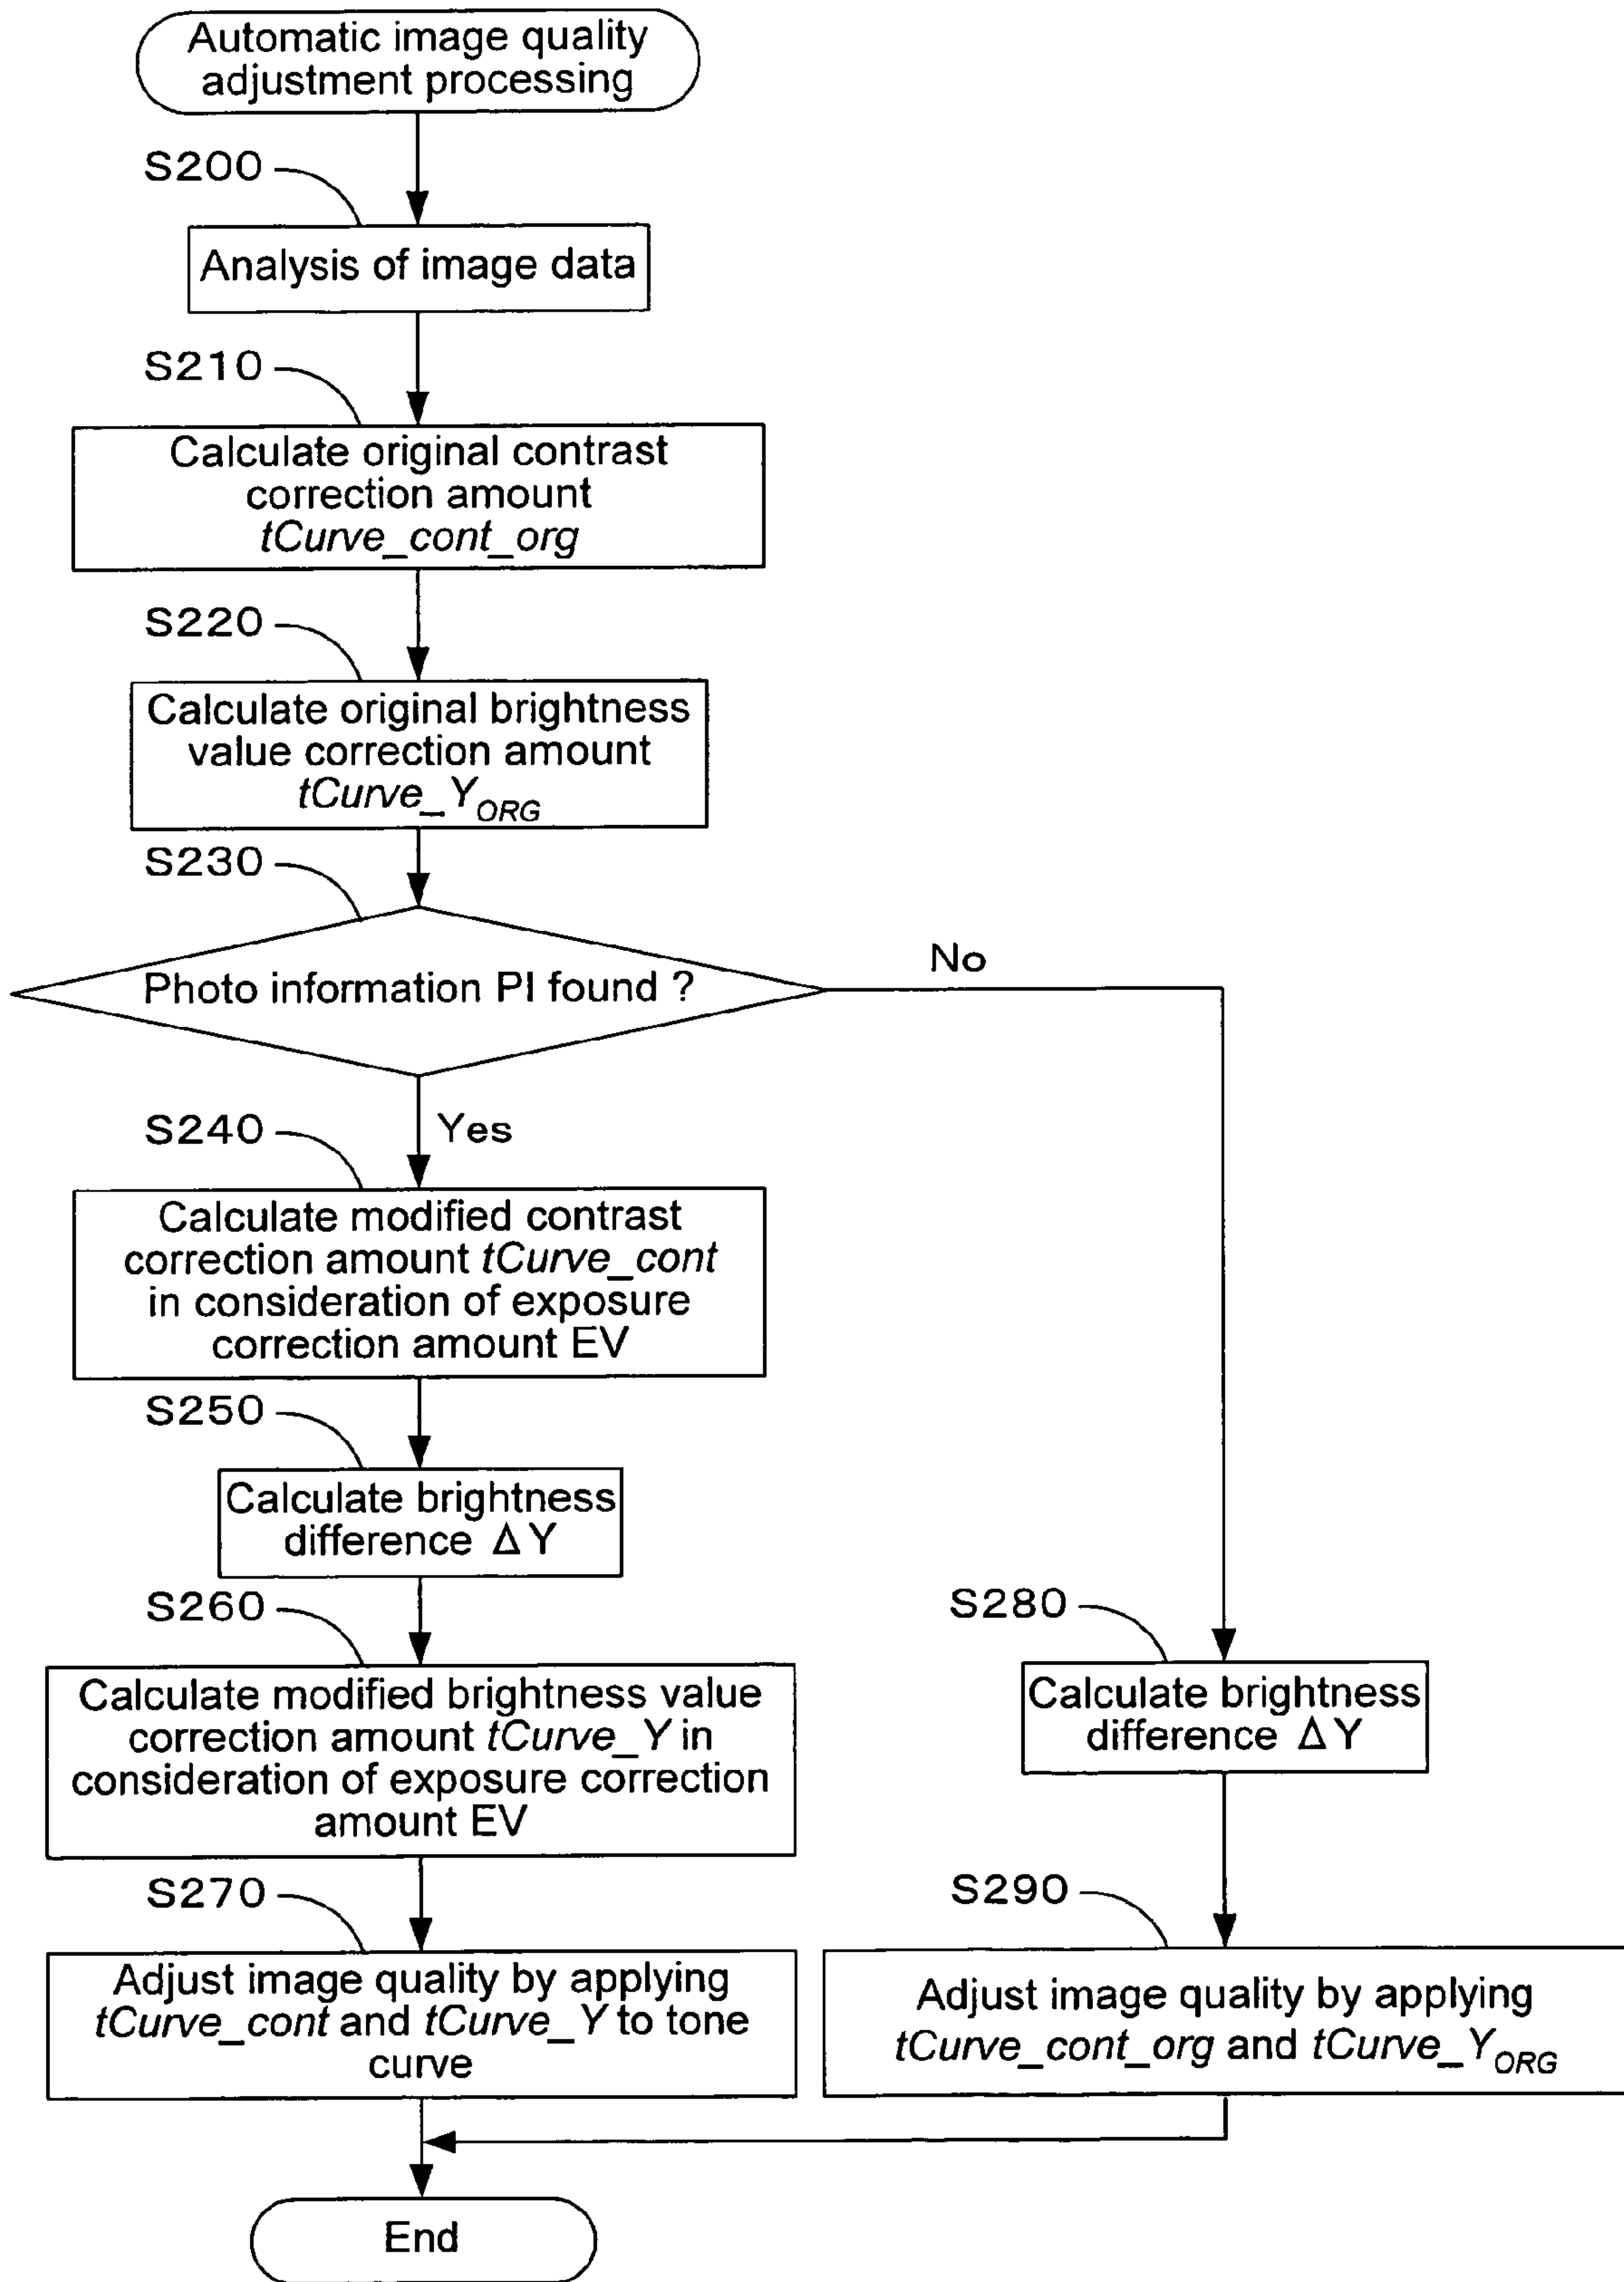 Automatic image quality
adjustment processing
S200
Analysis of image data
S210
Calculate original contrast
correction amount
tCurve_cont_org
S220
Calculate original brightness
value correction amount
tCurve_Y_ORG
S230
Photo information PI found ?
No
Yes
S240
Calculate modified contrast
correction amount tCurve_cont
in consideration of exposure
correction amount EV
S250
Calculate brightness
difference Δ Y
S260
Calculate modified brightness value
correction amount tCurve_Y in
consideration of exposure correction
amount EV
S270
Adjust image quality by applying
tCurve_cont and tCurve_Y to tone
curve
S280
Calculate brightness
difference Δ Y
S290
Adjust image quality by applying
tCurve_cont_org and tCurve_Y_ORG
End